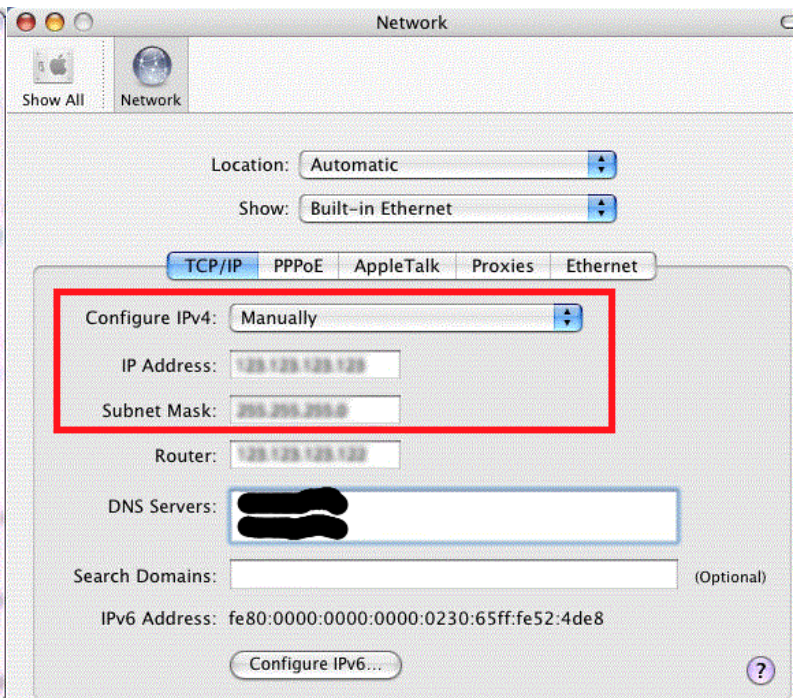 Network
Show All
Network
Location: Automatic
Show: Built-in Ethernet
TCP/IP PPPoE AppleTalk Proxies Ethernet
Configure IPv4: Manually
IP Address:
Subnet Mask:
Router:
DNS Servers:
Search Domains: (Optional)
IPv6 Address: fe80:0000:0000:0000:0230:65ff:fe52:4de8
Configure IPv6...
?